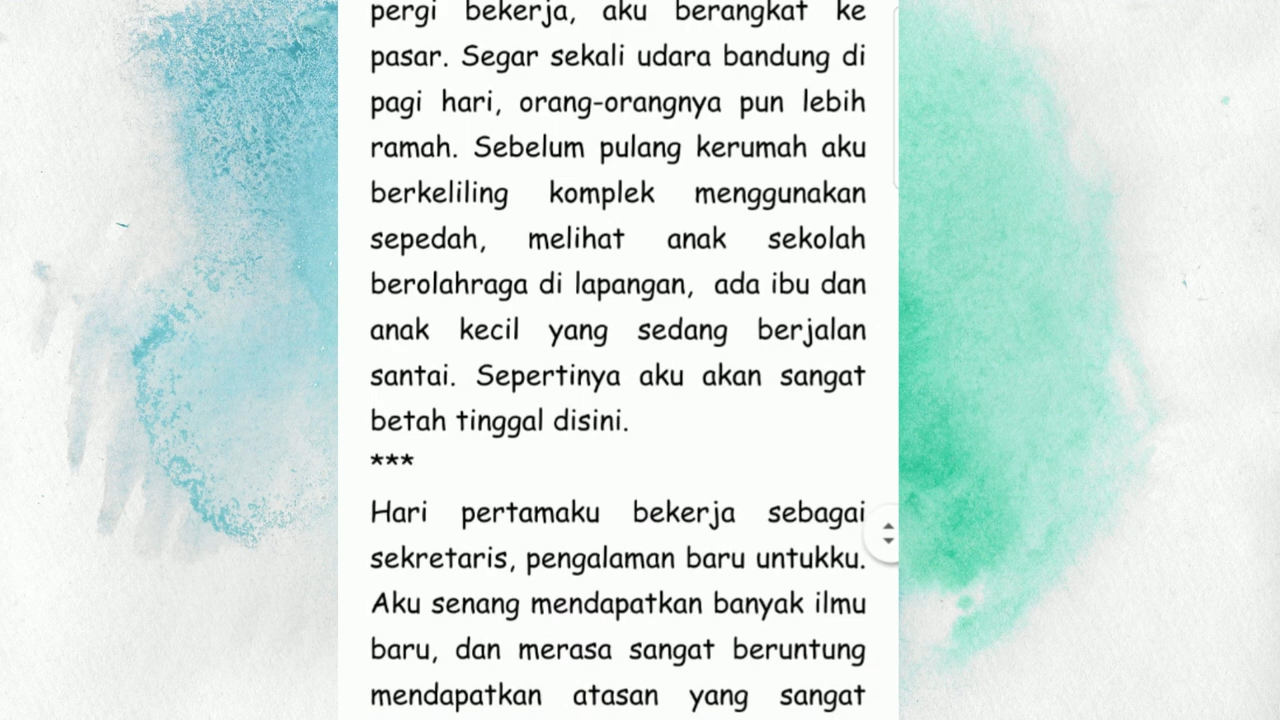 pergi bekerja, aku berangkat ke
pasar. Segar sekali udara bandung di
pagi hari, orang-orangnya pun lebih
ramah. Sebelum pulang kerumah aku
berkeliling komplek menggunakan
sepedah, melihat anak sekolah
berolahraga di lapangan, ada ibu dan
anak kecil yang sedang berjalan
santai. Sepertinya aku akan sangat
betah tinggal disini.
***
Hari pertamaku bekerja sebagai
sekretaris, pengalaman baru untukku.
Aku senang mendapatkan banyak ilmu
baru, dan merasa sangat beruntung
mendapatkan atasan yang sangat